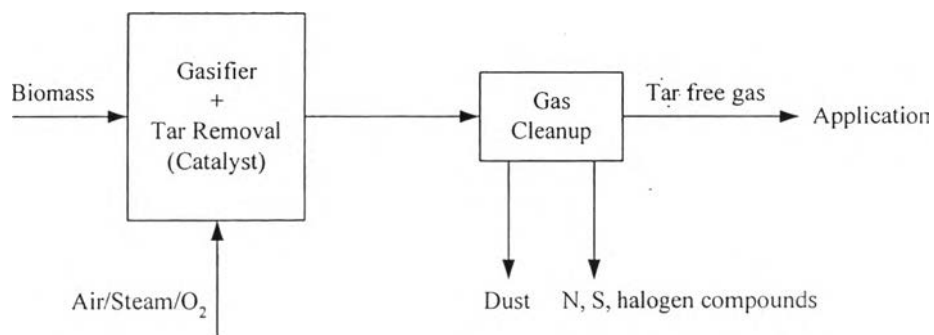 Biomass
Gasifier
+
Tar Removal
(Catalyst)
Gas
Cleanup
Tar free gas
Application
Air/Steam/O₂
Dust
N, S, halogen compounds